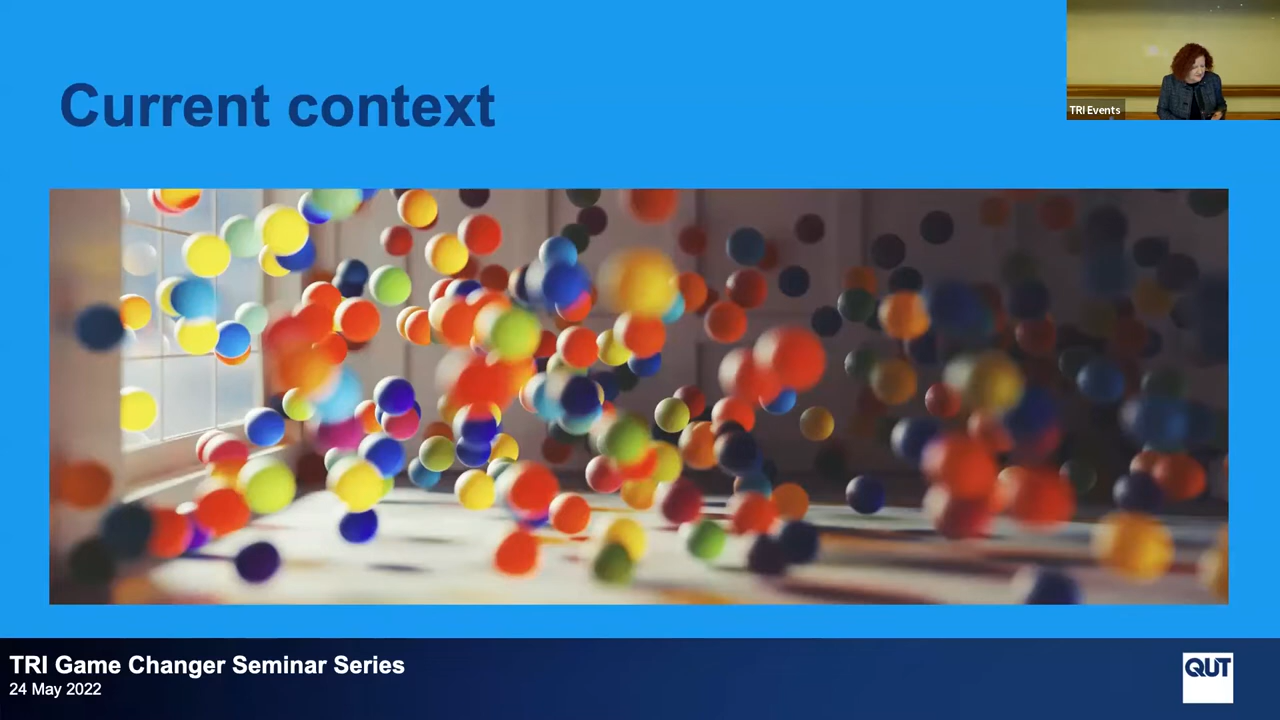 Current context
TRI Events
TRI Game Changer Seminar Series
24 May 2022
QUT